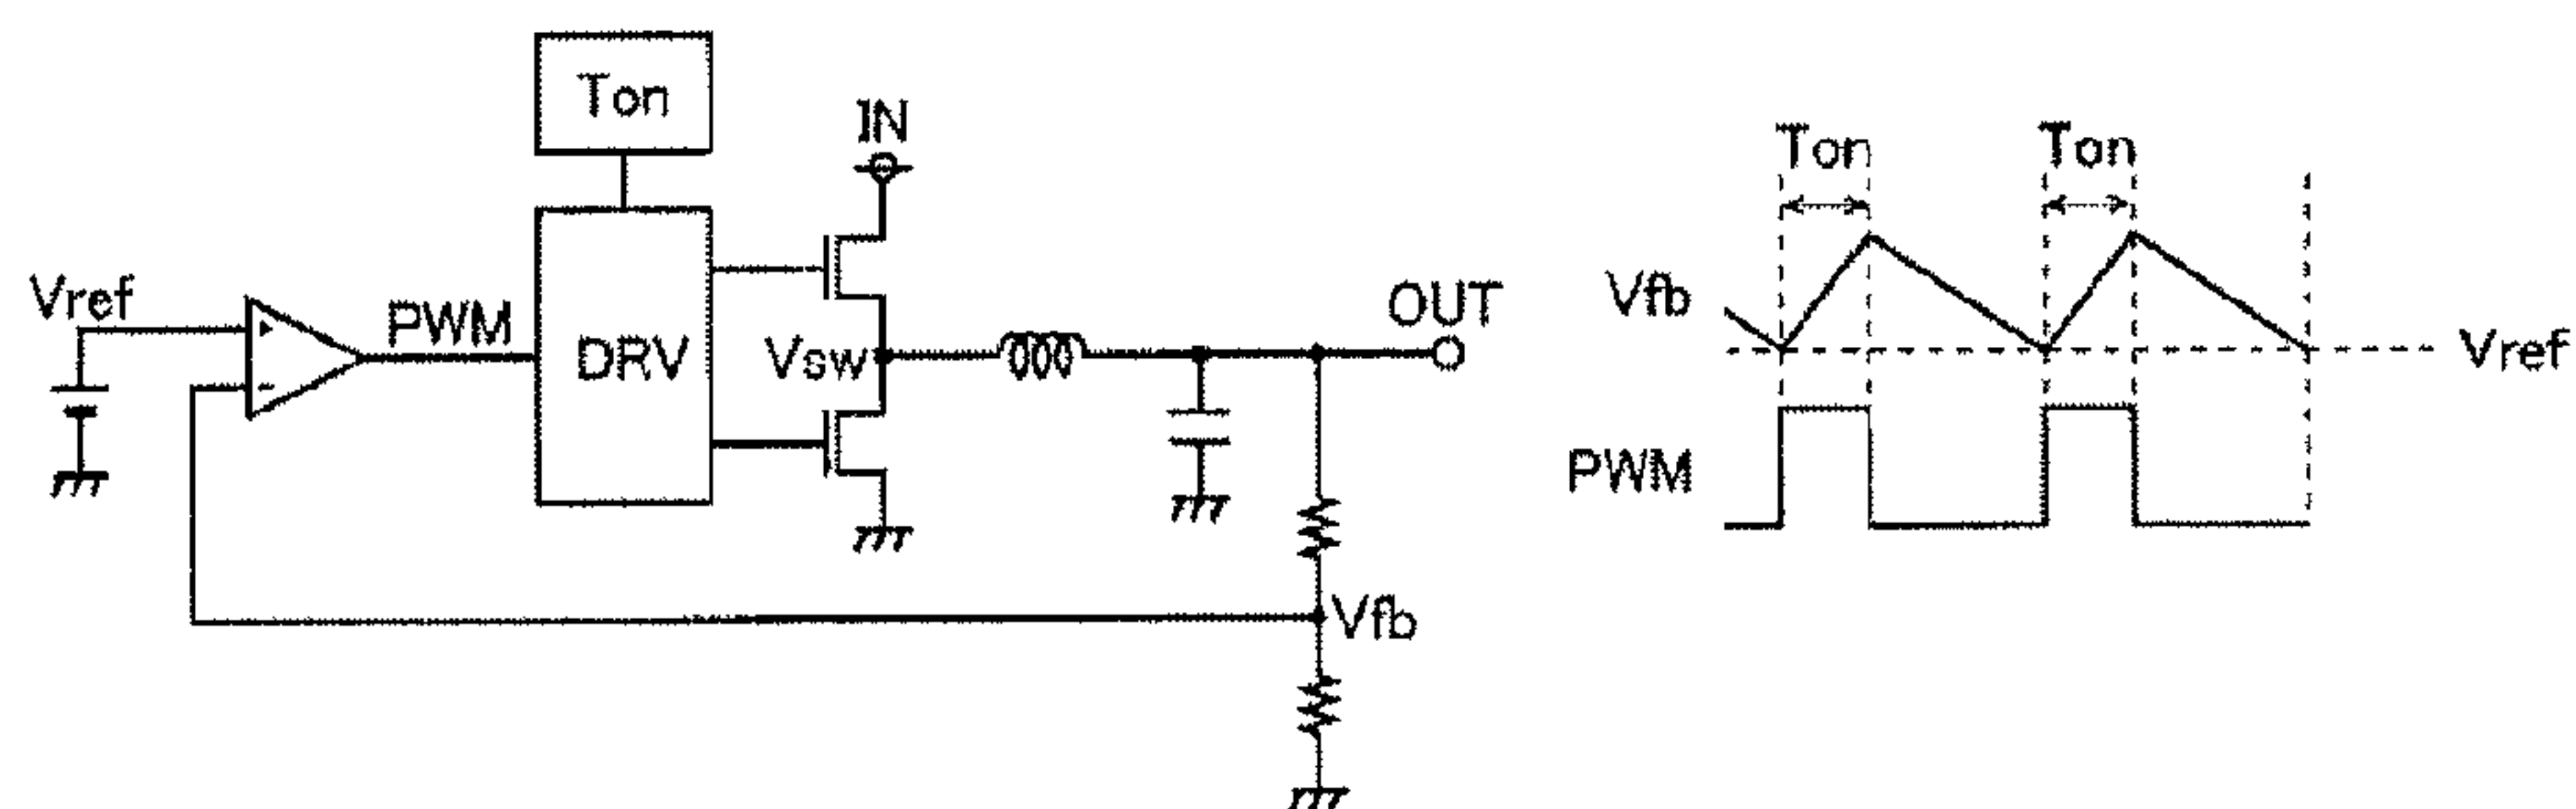 Ton
IN
Vref
PWM
DRV
Vsw
OUT
Vfb
Ton Ton
Vfb
Vref
PWM